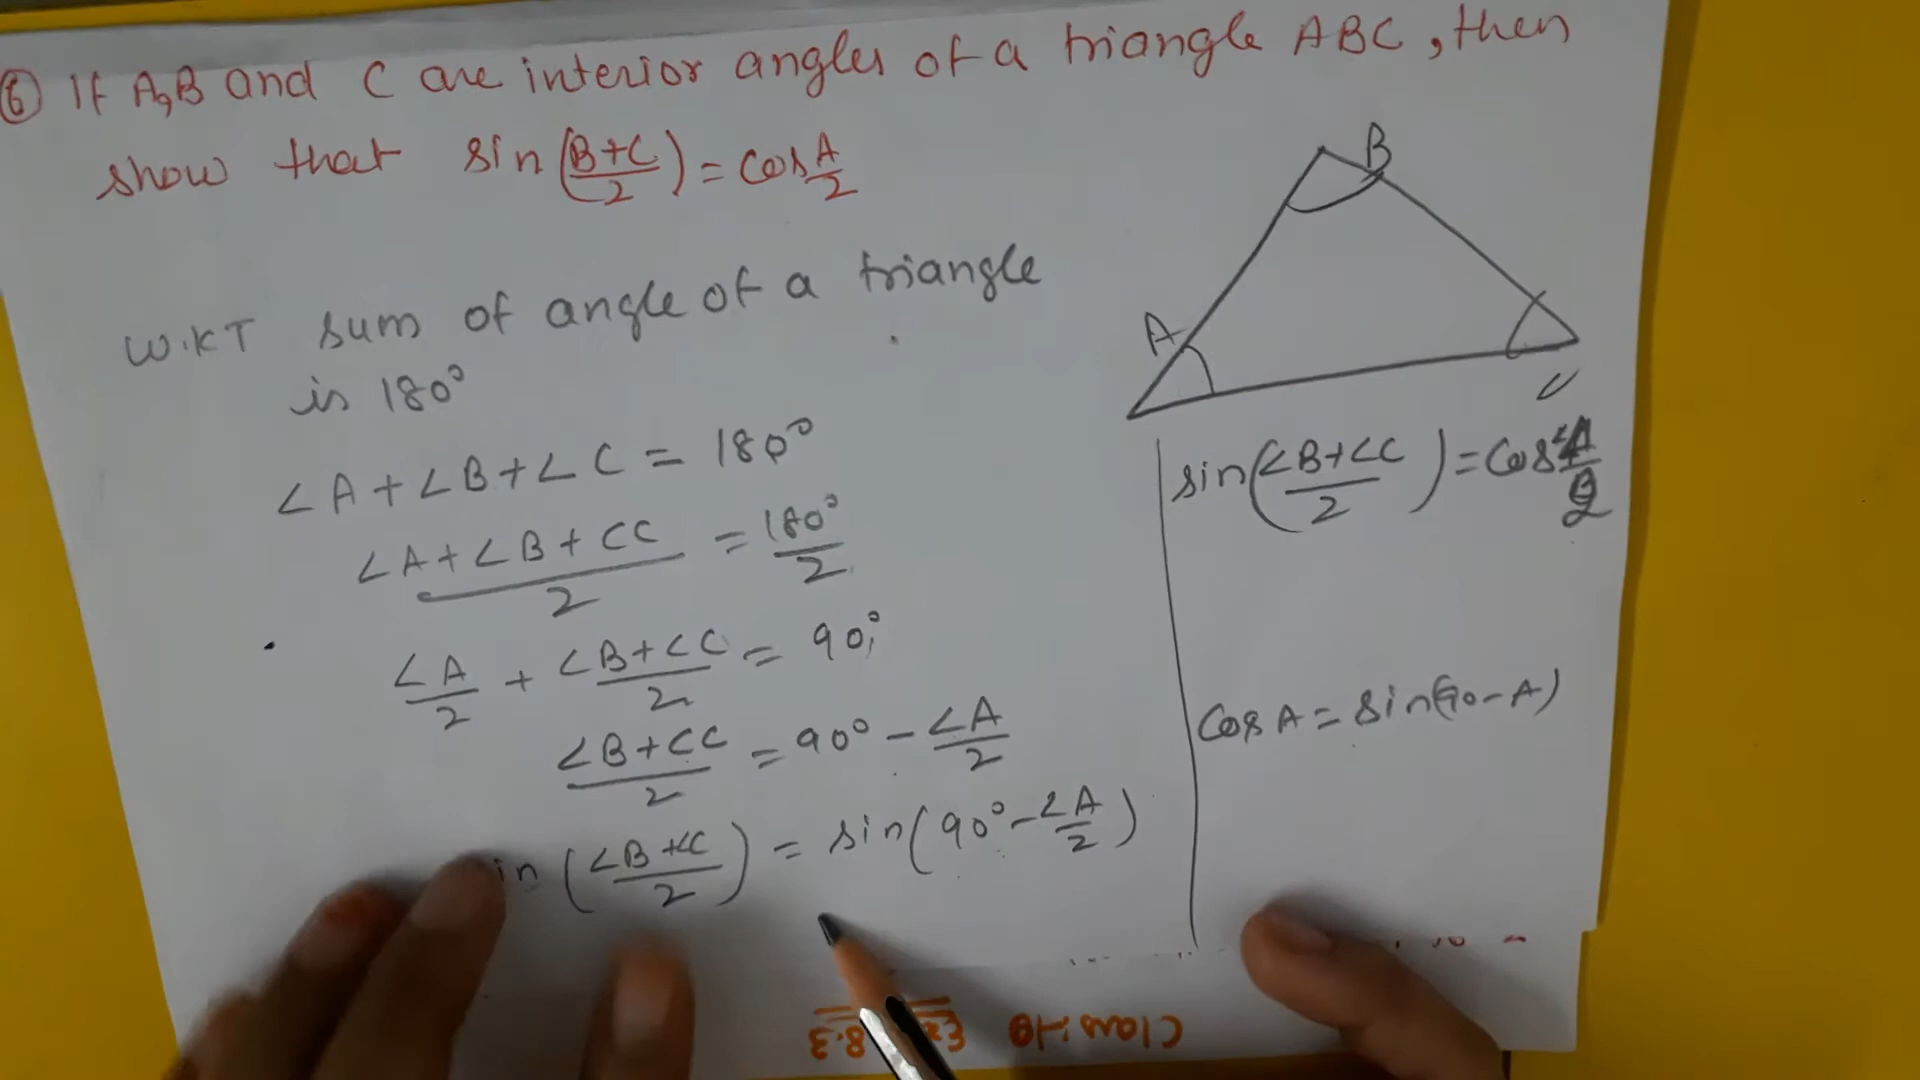 ⑥ If A,B and C are interior angles of a triangle ABC, then
show that sin(B+C/2) = cos A/2
B
A
C
W.K.T sum of angle of a triangle
is 180°
∠A+∠B+∠C = 180°
∠A+∠B+∠C/2 = 180°/2
∠A/2 + ∠B+∠C/2 = 90°
∠B+∠C/2 = 90° - ∠A/2
in (∠B+∠C/2) = sin(90°-∠A/2)
sin(∠B+∠C/2) = cos ∠A/2
cos A = sin(90-A)
Class:-10 Ex 8.3